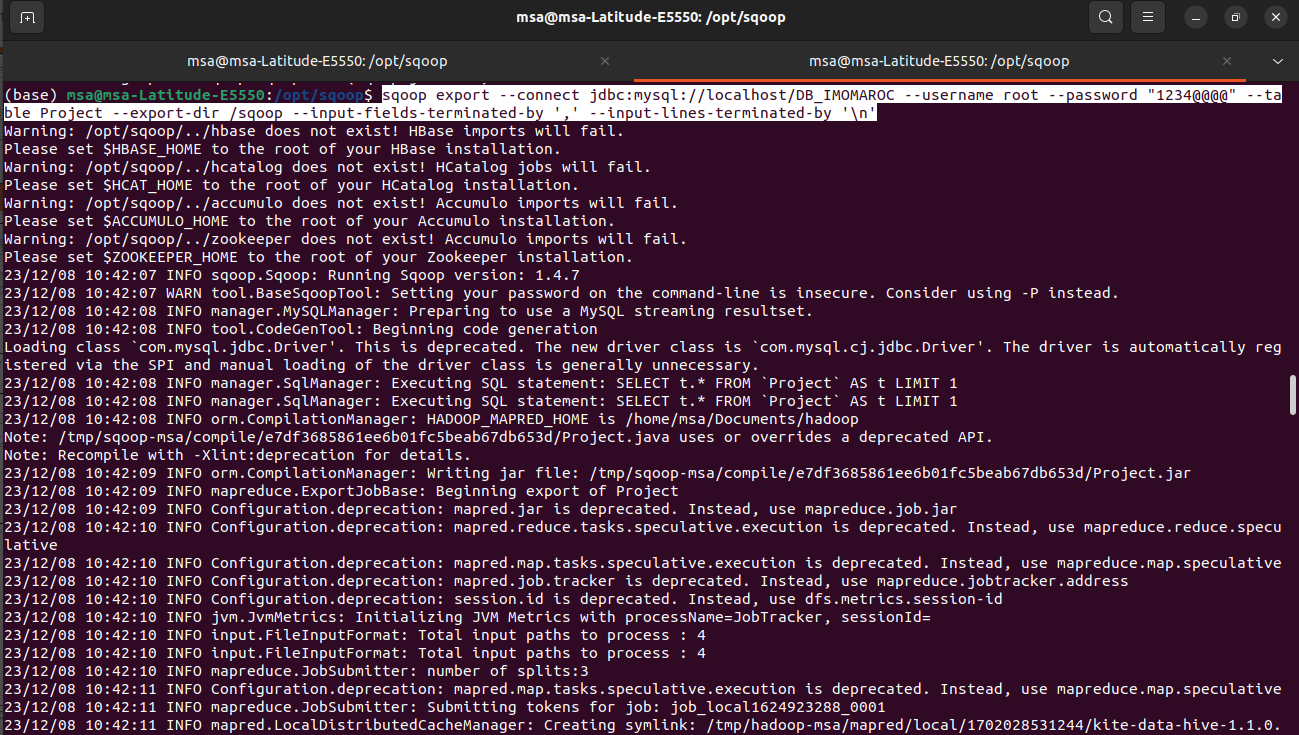 msa@msa-Latitude-E5550: /opt/sqoop
msa@msa-Latitude-E5550: /opt/sqoop
msa@msa-Latitude-E5550: /opt/sqoop
(base) msa@msa-Latitude-E5550:/opt/sqoop$ sqoop export --connect jdbc:mysql://localhost/DB_IMOMAROC --username root --password "1234@@@@" --ta
ble Project --export-dir /sqoop --input-fields-terminated-by ',' --input-lines-terminated-by '\n'
Warning: /opt/sqoop/../hbase does not exist! HBase imports will fail.
Please set $HBASE_HOME to the root of your HBase installation.
Warning: /opt/sqoop/../hcatalog does not exist! HCatalog jobs will fail.
Please set $HCAT_HOME to the root of your HCatalog installation.
Warning: /opt/sqoop/../accumulo does not exist! Accumulo imports will fail.
Please set $ACCUMULO_HOME to the root of your Accumulo installation.
Warning: /opt/sqoop/../zookeeper does not exist! Accumulo imports will fail.
Please set $ZOOKEEPER_HOME to the root of your Zookeeper installation.
23/12/08 10:42:07 INFO sqoop.Sqoop: Running Sqoop version: 1.4.7
23/12/08 10:42:07 WARN tool.BaseSqoopTool: Setting your password on the command-line is insecure. Consider using -P instead.
23/12/08 10:42:08 INFO manager.MySQLManager: Preparing to use a MySQL streaming resultset.
23/12/08 10:42:08 INFO tool.CodeGenTool: Beginning code generation
Loading class `com.mysql.jdbc.Driver'. This is deprecated. The new driver class is `com.mysql.cj.jdbc.Driver'. The driver is automatically reg
istered via the SPI and manual loading of the driver class is generally unnecessary.
23/12/08 10:42:08 INFO manager.SqlManager: Executing SQL statement: SELECT t.* FROM `Project` AS t LIMIT 1
23/12/08 10:42:08 INFO manager.SqlManager: Executing SQL statement: SELECT t.* FROM `Project` AS t LIMIT 1
23/12/08 10:42:08 INFO orm.CompilationManager: HADOOP_MAPRED_HOME is /home/msa/Documents/hadoop
Note: /tmp/sqoop-msa/compile/e7df3685861ee6b01fc5beab67db653d/Project.java uses or overrides a deprecated API.
Note: Recompile with -Xlint:deprecation for details.
23/12/08 10:42:09 INFO orm.CompilationManager: Writing jar file: /tmp/sqoop-msa/compile/e7df3685861ee6b01fc5beab67db653d/Project.jar
23/12/08 10:42:09 INFO mapreduce.ExportJobBase: Beginning export of Project
23/12/08 10:42:09 INFO Configuration.deprecation: mapred.jar is deprecated. Instead, use mapreduce.job.jar
23/12/08 10:42:10 INFO Configuration.deprecation: mapred.reduce.tasks.speculative.execution is deprecated. Instead, use mapreduce.reduce.specu
lative
23/12/08 10:42:10 INFO Configuration.deprecation: mapred.map.tasks.speculative.execution is deprecated. Instead, use mapreduce.map.speculative
23/12/08 10:42:10 INFO Configuration.deprecation: mapred.job.tracker is deprecated. Instead, use mapreduce.jobtracker.address
23/12/08 10:42:10 INFO Configuration.deprecation: session.id is deprecated. Instead, use dfs.metrics.session-id
23/12/08 10:42:10 INFO jvm.JvmMetrics: Initializing JVM Metrics with processName=JobTracker, sessionId=
23/12/08 10:42:10 INFO input.FileInputFormat: Total input paths to process : 4
23/12/08 10:42:10 INFO input.FileInputFormat: Total input paths to process : 4
23/12/08 10:42:10 INFO mapreduce.JobSubmitter: number of splits:3
23/12/08 10:42:11 INFO Configuration.deprecation: mapred.map.tasks.speculative.execution is deprecated. Instead, use mapreduce.map.speculative
23/12/08 10:42:11 INFO mapreduce.JobSubmitter: Submitting tokens for job: job_local1624923288_0001
23/12/08 10:42:11 INFO mapred.LocalDistributedCacheManager: Creating symlink: /tmp/hadoop-msa/mapred/local/1702028531244/kite-data-hive-1.1.0.